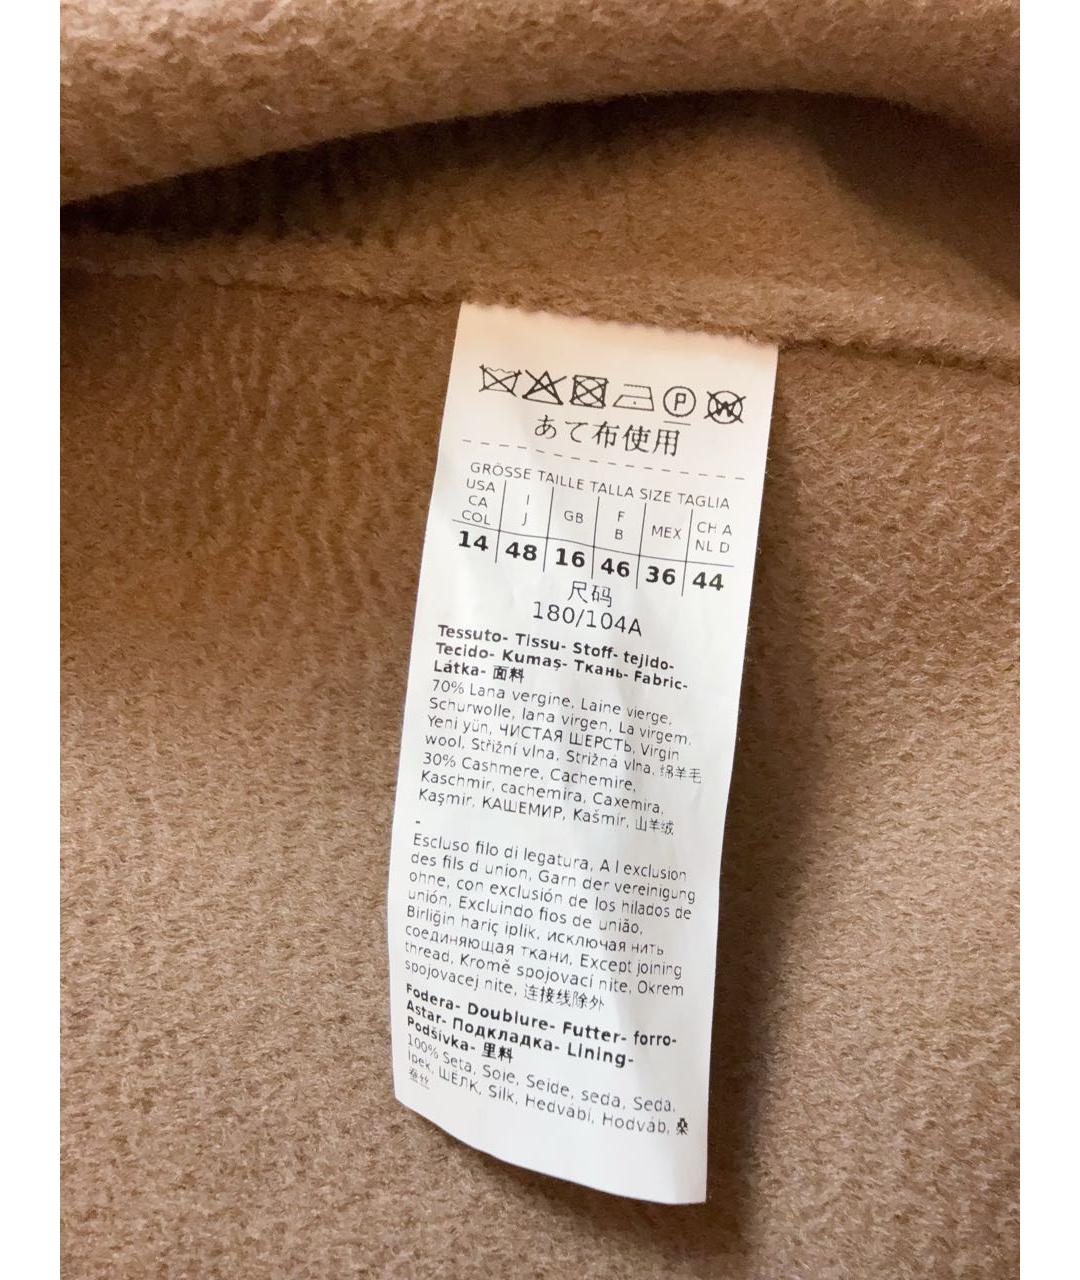 P W
あて布使用
GRÖSSE TAILLE TALLA SIZE TAGLIA
USA CA COL I J GB F B MEX CH A NL D
14 48 16 46 36 44
尺码
180/104A
Tessuto- Tissu- Stoff- tejido-
Tecido- Kumaş- Ткань- Fabric-
Látka- 面料
70% Lana vergine, Laine vierge,
Schurwolle, lana virgen, La virgem,
Yeni yün, ЧИСТАЯ ШЕРСТЬ, Virgin
wool, Střižní vlna, Strižná vlna, 绵羊毛
30% Cashmere, Cachemire,
Kaschmir, cachemira, Caxemira,
Kaşmir, КАШЕМИР, Kašmír, 山羊绒
-
Escluso filo di legatura, A l exclusion
des fils d union, Garn der vereinigung
ohne, con exclusión de los hilados de
unión, Excluindo fios de união,
Birliğin hariç iplik, исключая нить
соединяющая ткани, Except joining
thread, Kromě spojovací nite, Okrem
spojovacej nite, 连接线除外
Fodera- Doublure- Futter- forro-
Astar- Подкладка- Lining-
Podšívka- 里料
100% Seta, Soie, Seide, seda, Seda,
İpek, ШЁЛК, Silk, Hedvábí, Hodváb, 桑
蚕丝